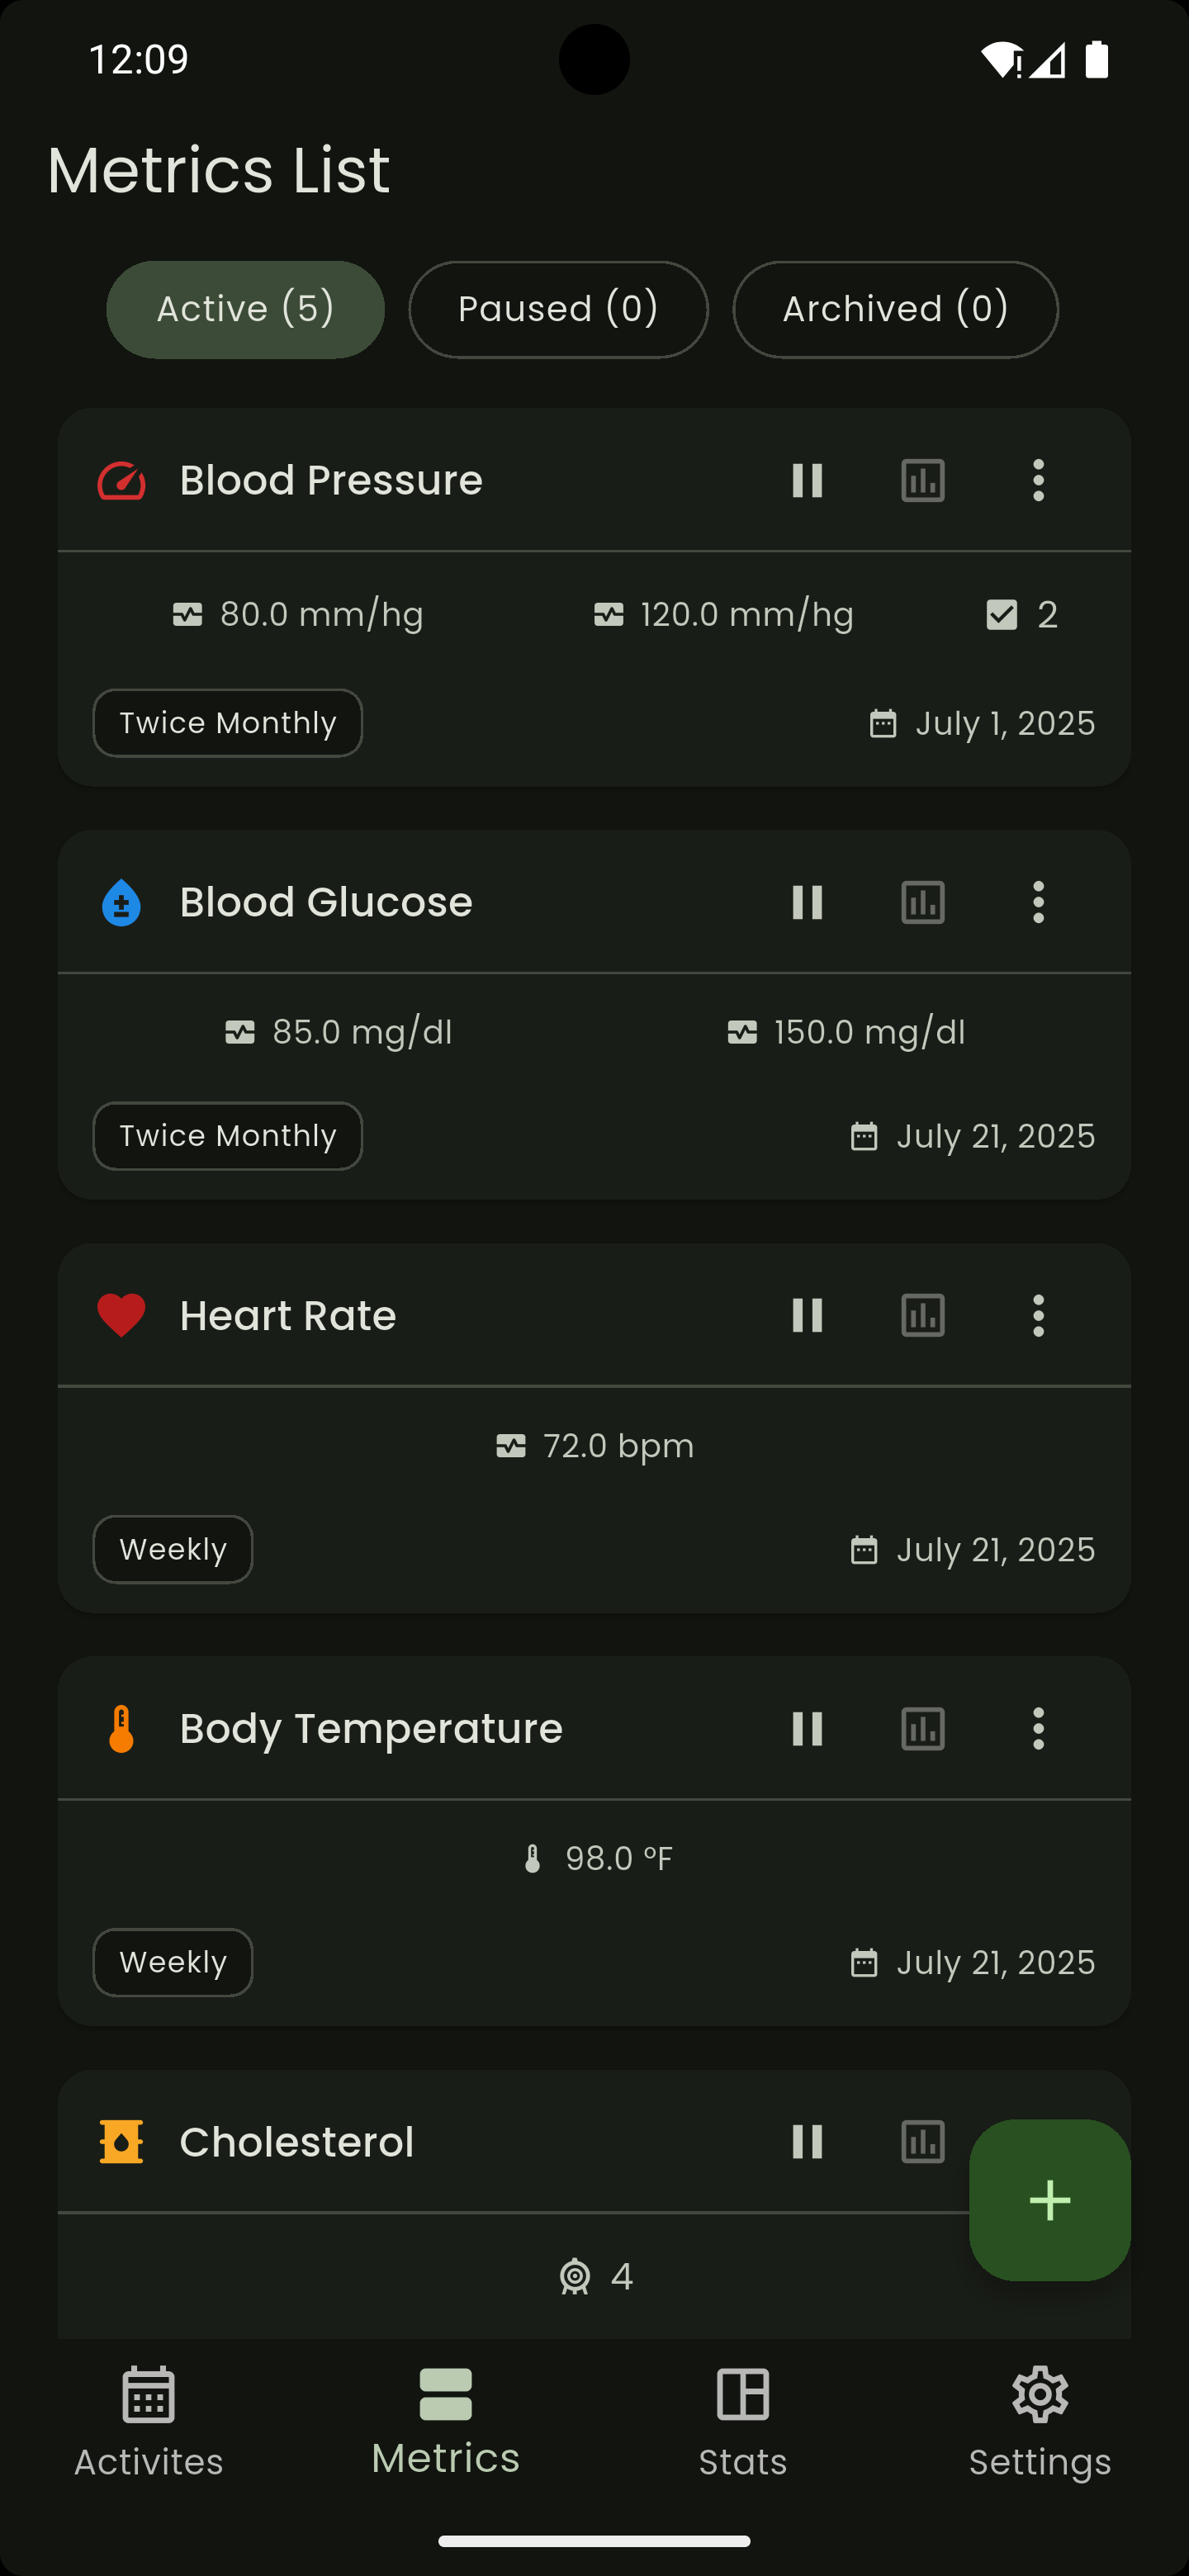 12:09
Metrics List
Active (5) Paused (0) Archived (0)
Blood Pressure
80.0 mm/hg 120.0 mm/hg 2
Twice Monthly July 1, 2025
Blood Glucose
85.0 mg/dl 150.0 mg/dl
Twice Monthly July 21, 2025
Heart Rate
72.0 bpm
Weekly July 21, 2025
Body Temperature
98.0 °F
Weekly July 21, 2025
Cholesterol
4
Activites Metrics Stats Settings